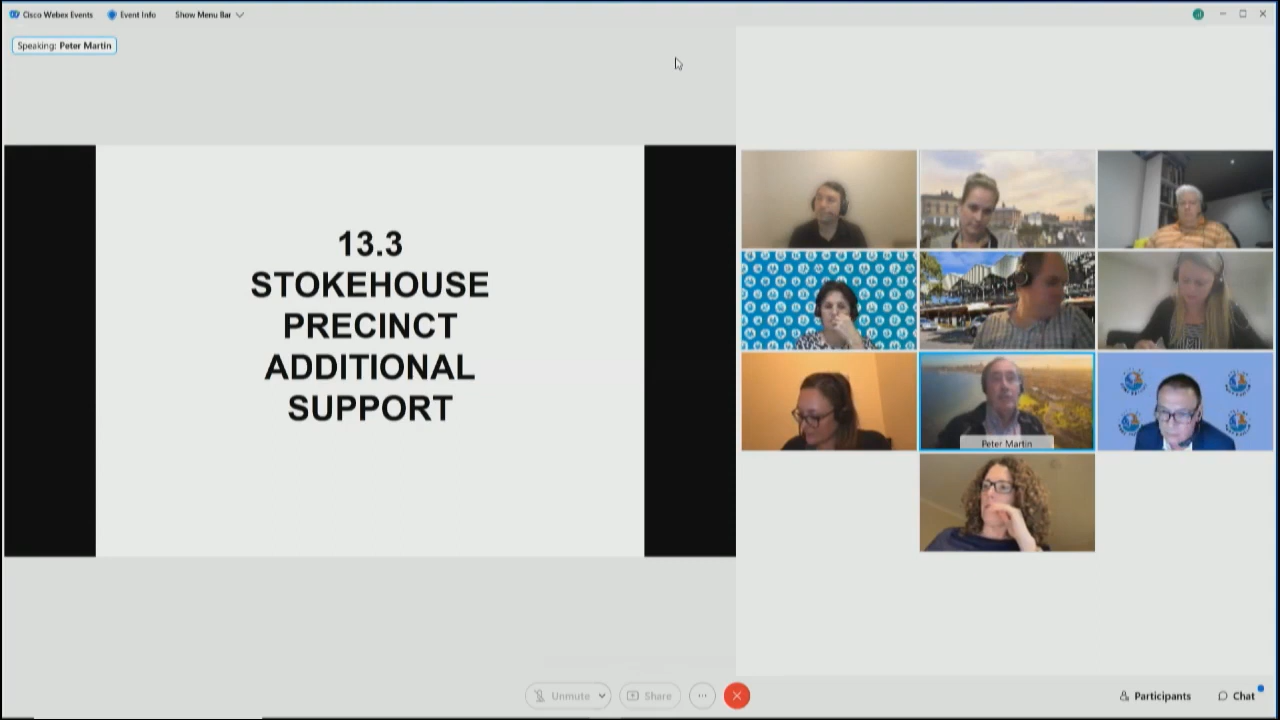 Cisco Webex Events
Event Info
Show Menu Bar
Speaking: Peter Martin
13.3
STOKEHOUSE
PRECINCT
ADDITIONAL
SUPPORT
Peter Martin
Unmute
Share
Participants
Chat